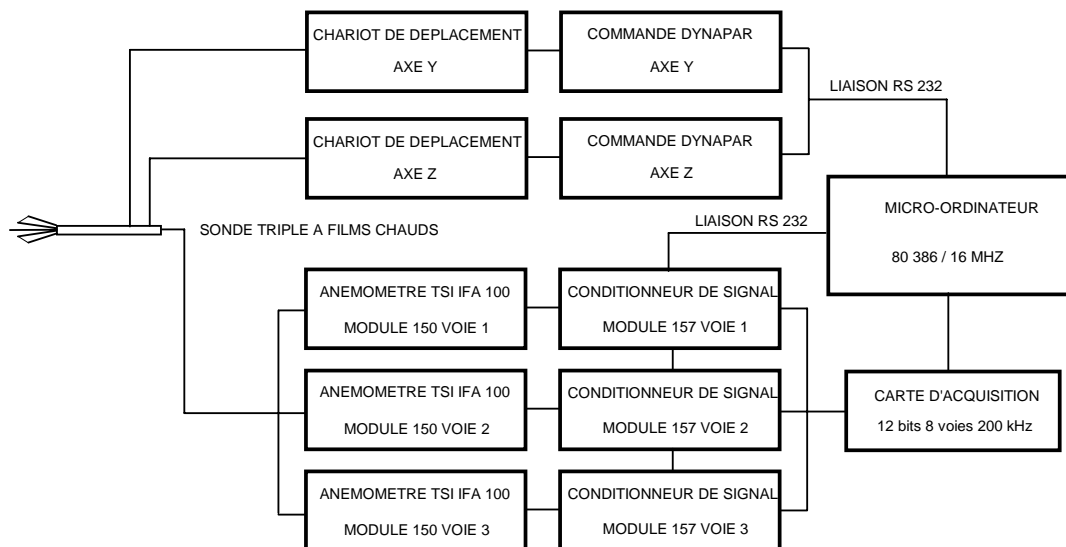 CHARIOT DE DEPLACEMENT
AXE Y
COMMANDE DYNAPAR
AXE Y
LIAISON RS 232
CHARIOT DE DEPLACEMENT
AXE Z
COMMANDE DYNAPAR
AXE Z
MICRO-ORDINATEUR
80 386 / 16 MHZ
SONDE TRIPLE A FILMS CHAUDS
LIAISON RS 232
ANEMOMETRE TSI IFA 100
MODULE 150 VOIE 1
CONDITIONNEUR DE SIGNAL
MODULE 157 VOIE 1
ANEMOMETRE TSI IFA 100
MODULE 150 VOIE 2
CONDITIONNEUR DE SIGNAL
MODULE 157 VOIE 2
CARTE D'ACQUISITION
12 bits 8 voies 200 kHz
ANEMOMETRE TSI IFA 100
MODULE 150 VOIE 3
CONDITIONNEUR DE SIGNAL
MODULE 157 VOIE 3